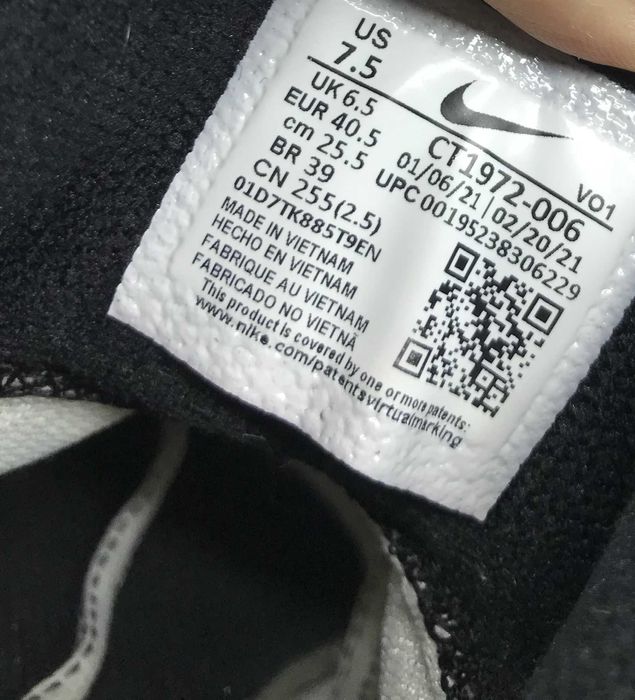 US
7.5
UK 6.5
EUR 40.5
cm 25.5
BR 39
CN 255(2.5)
01D7TK885T9EN
MADE IN VIETNAM
HECHO EN VIETNAM
FABRIQUE AU VIETNAM
FABRICADO NO VIETNÃ
This product is covered by one or more patents:
www.nike.com/patentsvirtualmarking
VO1
CT1972-006
01/06/21|02/20/21
UPC 00195238306229